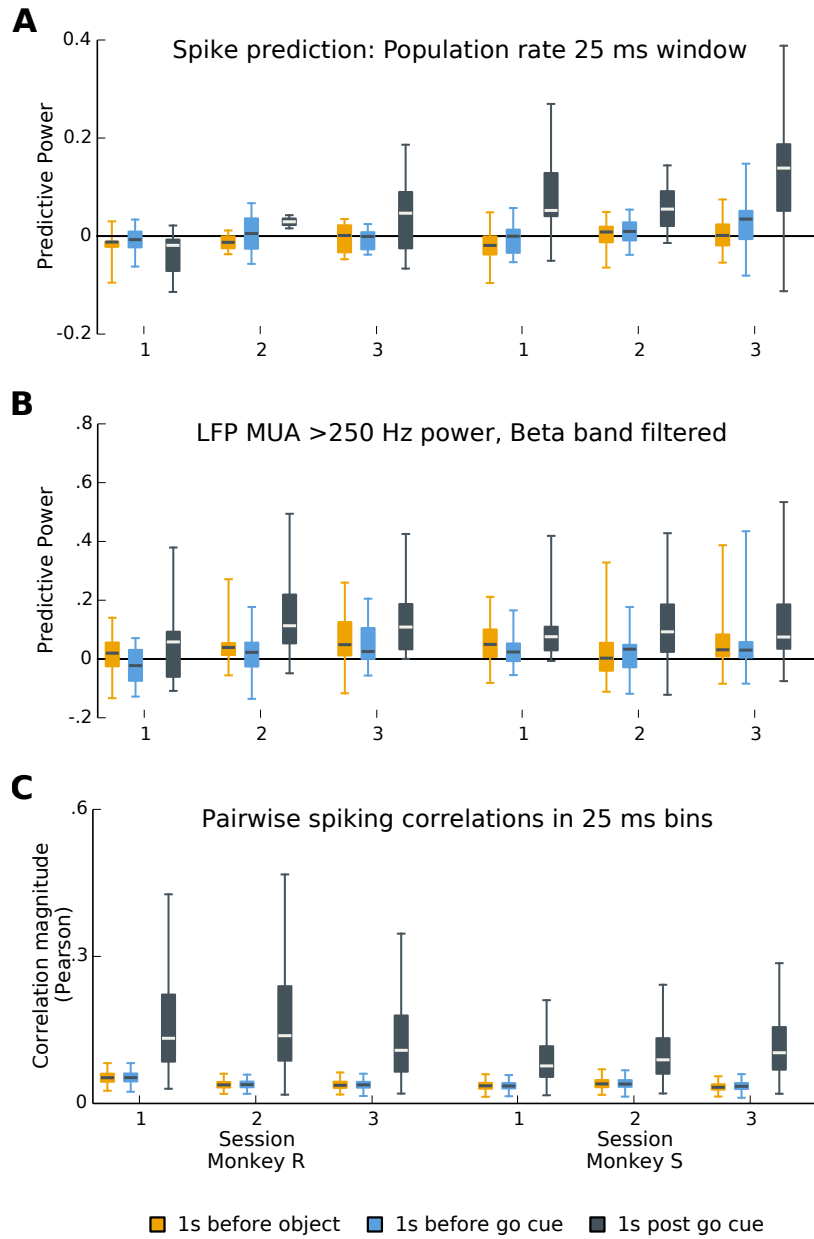 A
Spike prediction: Population rate 25 ms window
Predictive Power
0.4
0.2
0
-0.2
1 2 3 1 2 3
B
LFP MUA >250 Hz power, Beta band filtered
Predictive Power
.8
.6
.4
.2
0
-.2
1 2 3 1 2 3
C
Pairwise spiking correlations in 25 ms bins
Correlation magnitude
(Pearson)
.6
.3
0
1 2 3 1 2 3
Session Session
Monkey R Monkey S
1s before object 1s before go cue 1s post go cue